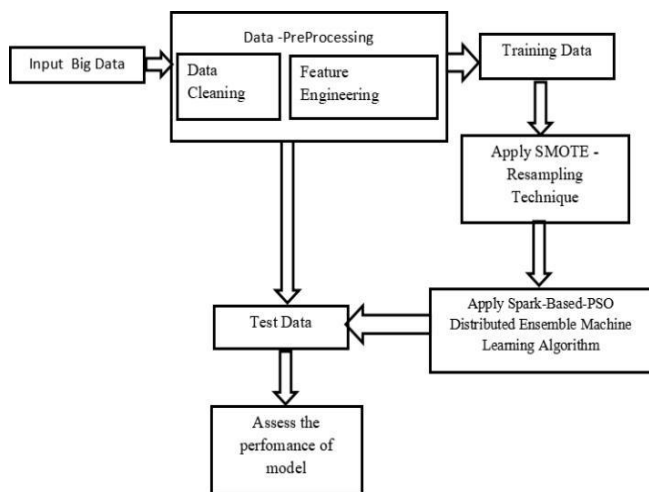 Data -PreProcessing
Input Big Data
Data
Cleaning
Feature
Engineering
Training Data
Apply SMOTE -
Resampling
Technique
Apply Spark-Based-PSO
Distributed Ensemble Machine
Learning Algorithm
Test Data
Assess the
perfomance of
model